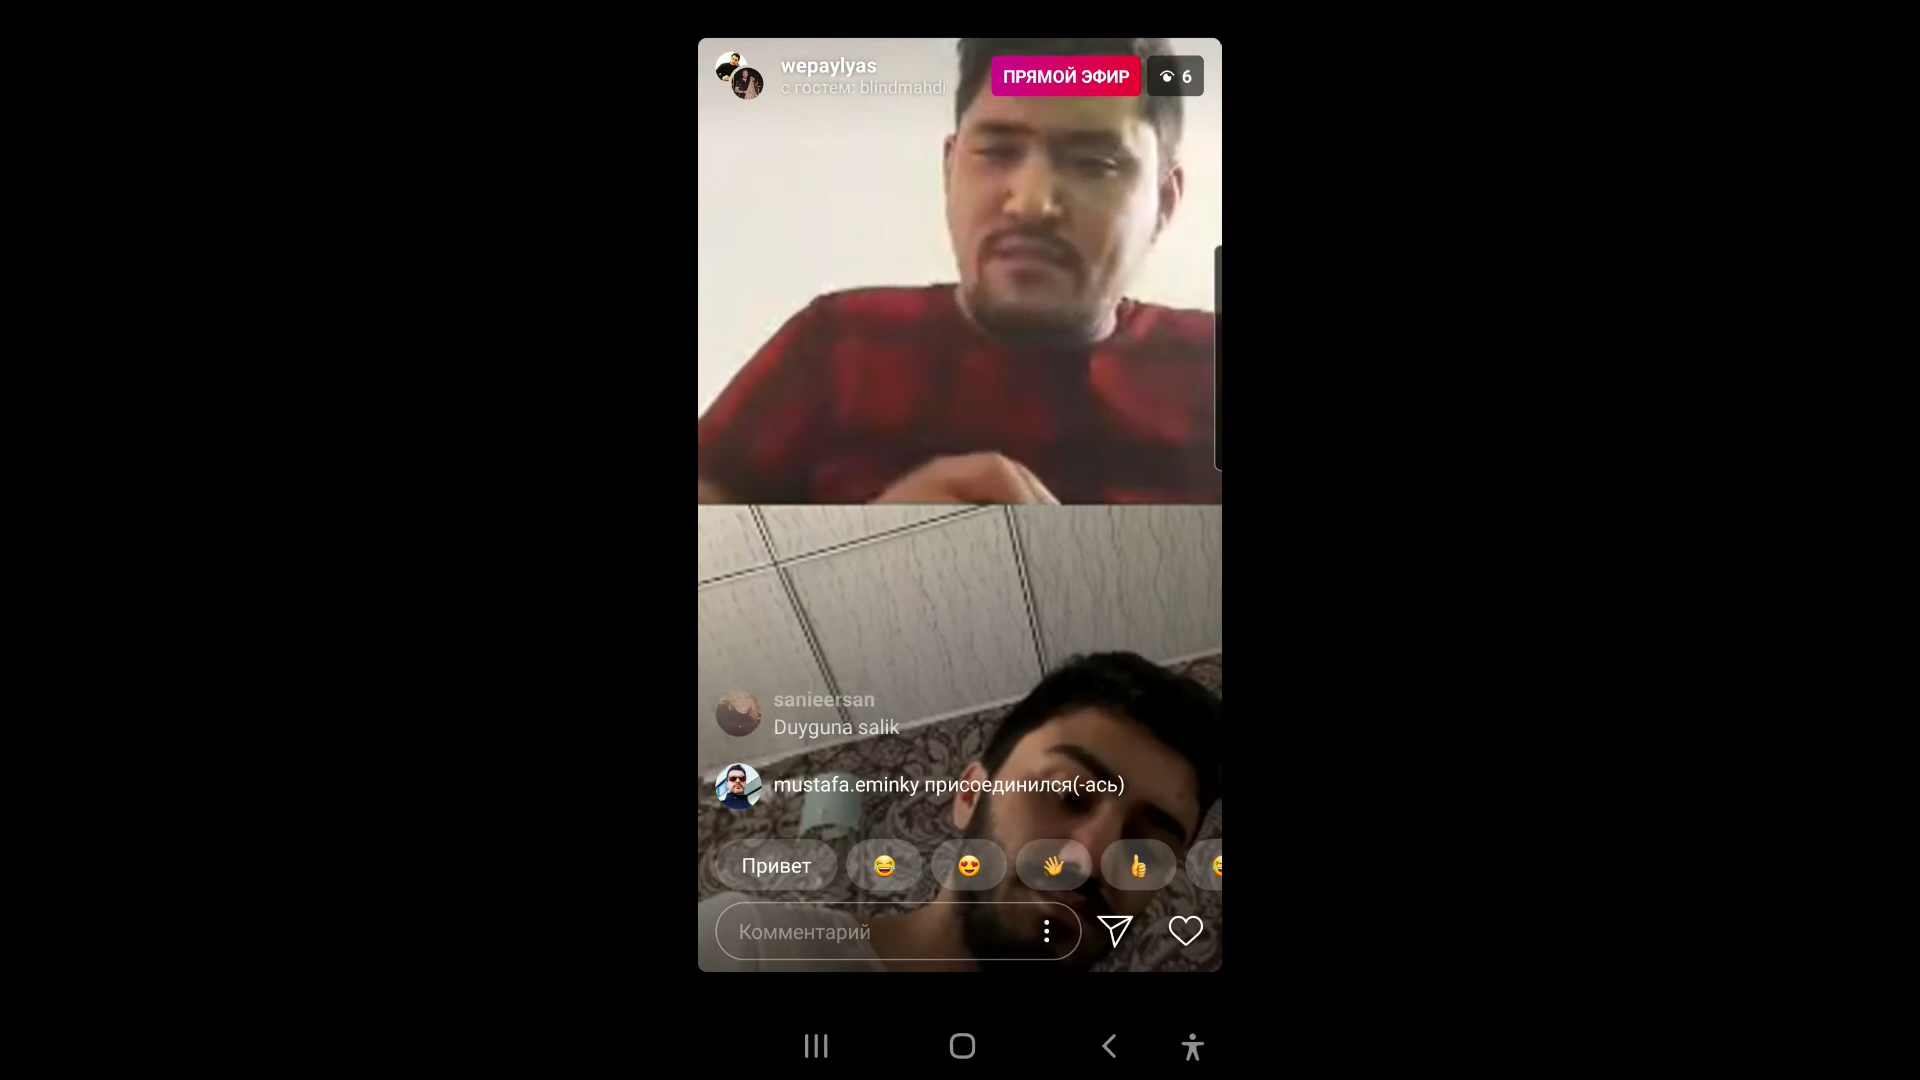 wepaylyas
с гостем: blindmahdi
ПРЯМОЙ ЭФИР
6
sanieersan
Duyguna salik
mustafa.eminky присоединился(-ась)
Привет
Комментарий